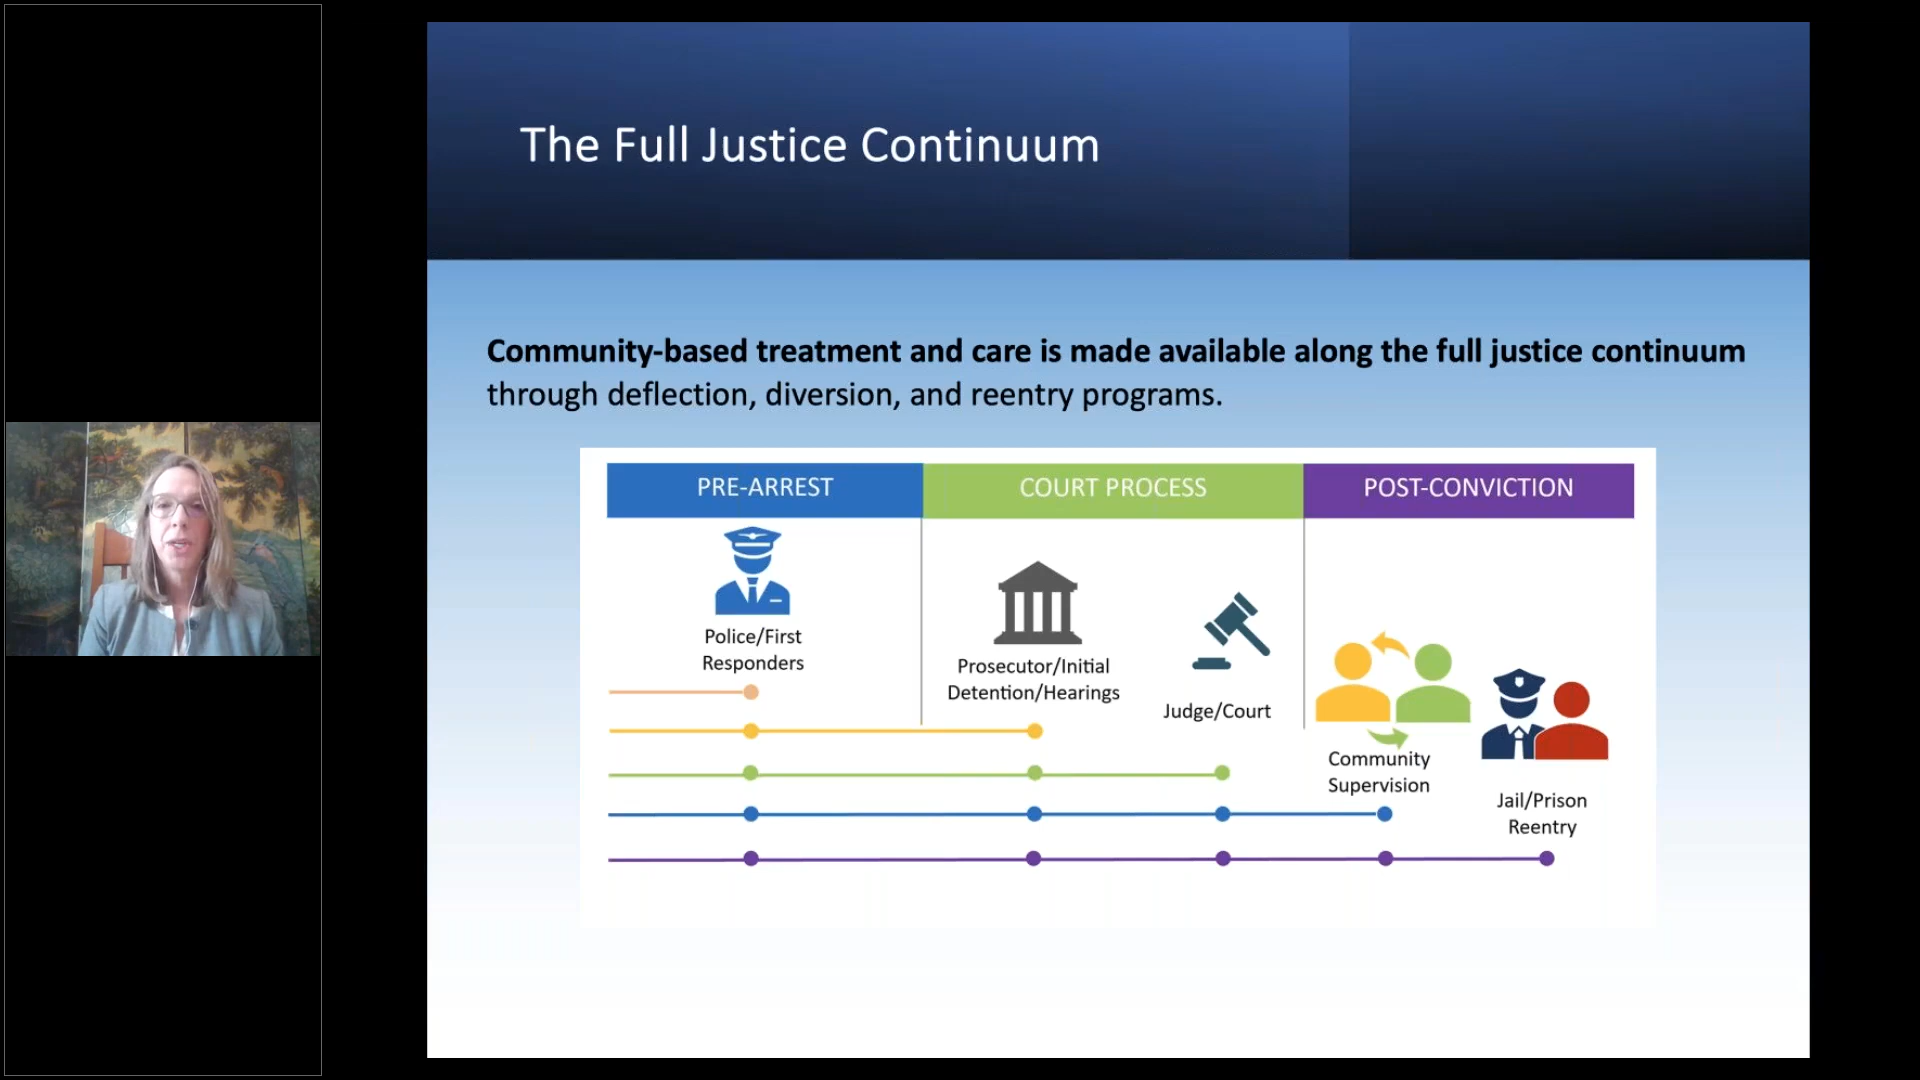 The Full Justice Continuum
Community-based treatment and care is made available along the full justice continuum
through deflection, diversion, and reentry programs.
PRE-ARREST
COURT PROCESS
POST-CONVICTION
Police/First
Responders
Prosecutor/Initial
Detention/Hearings
Judge/Court
Community
Supervision
Jail/Prison
Reentry